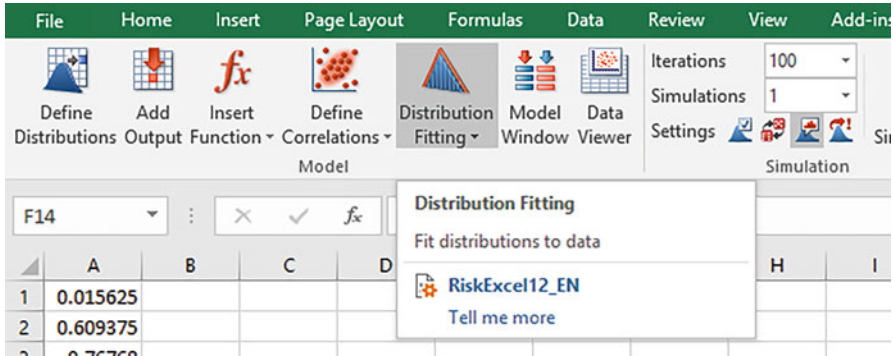 File Home Insert Page Layout Formulas Data Review View Add-ins
Define Distributions
Add Output
Insert Function
Define Correlations
Distribution Fitting
Model Window
Data Viewer
Iterations 100
Simulations 1
Settings
Model
Simulation
F14
fx
Distribution Fitting
Fit distributions to data
RiskExcel12_EN
Tell me more
A B C D H I
1 0.015625
2 0.609375